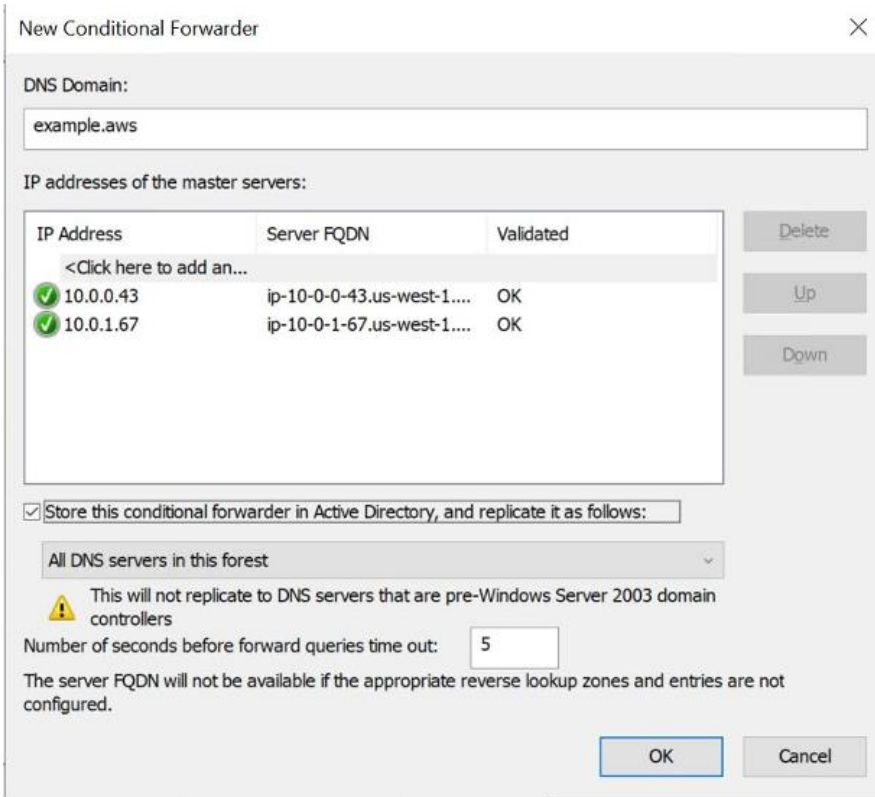 New Conditional Forwarder
DNS Domain:
example.aws
IP addresses of the master servers:
IP Address Server FQDN Validated
<Click here to add an...
10.0.0.43 ip-10-0-0-43.us-west-1.... OK
10.0.1.67 ip-10-0-1-67.us-west-1.... OK
Delete
Up
Down
Store this conditional forwarder in Active Directory, and replicate it as follows:
All DNS servers in this forest
This will not replicate to DNS servers that are pre-Windows Server 2003 domain
controllers
Number of seconds before forward queries time out: 5
The server FQDN will not be available if the appropriate reverse lookup zones and entries are not
configured.
OK Cancel